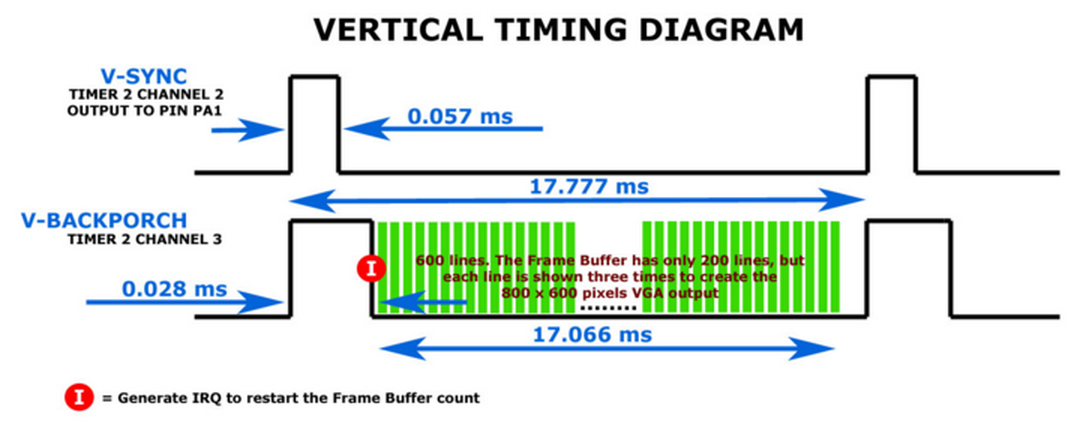 VERTICAL TIMING DIAGRAM
V-SYNC
TIMER 2 CHANNEL 2
OUTPUT TO PIN PA1
0.057 ms
17.777 ms
V-BACKPORCH
TIMER 2 CHANNEL 3
I
600 lines. The Frame Buffer has only 200 lines, but
each line is shown three times to create the
800 x 600 pixels VGA output
........
0.028 ms
17.066 ms
I = Generate IRQ to restart the Frame Buffer count